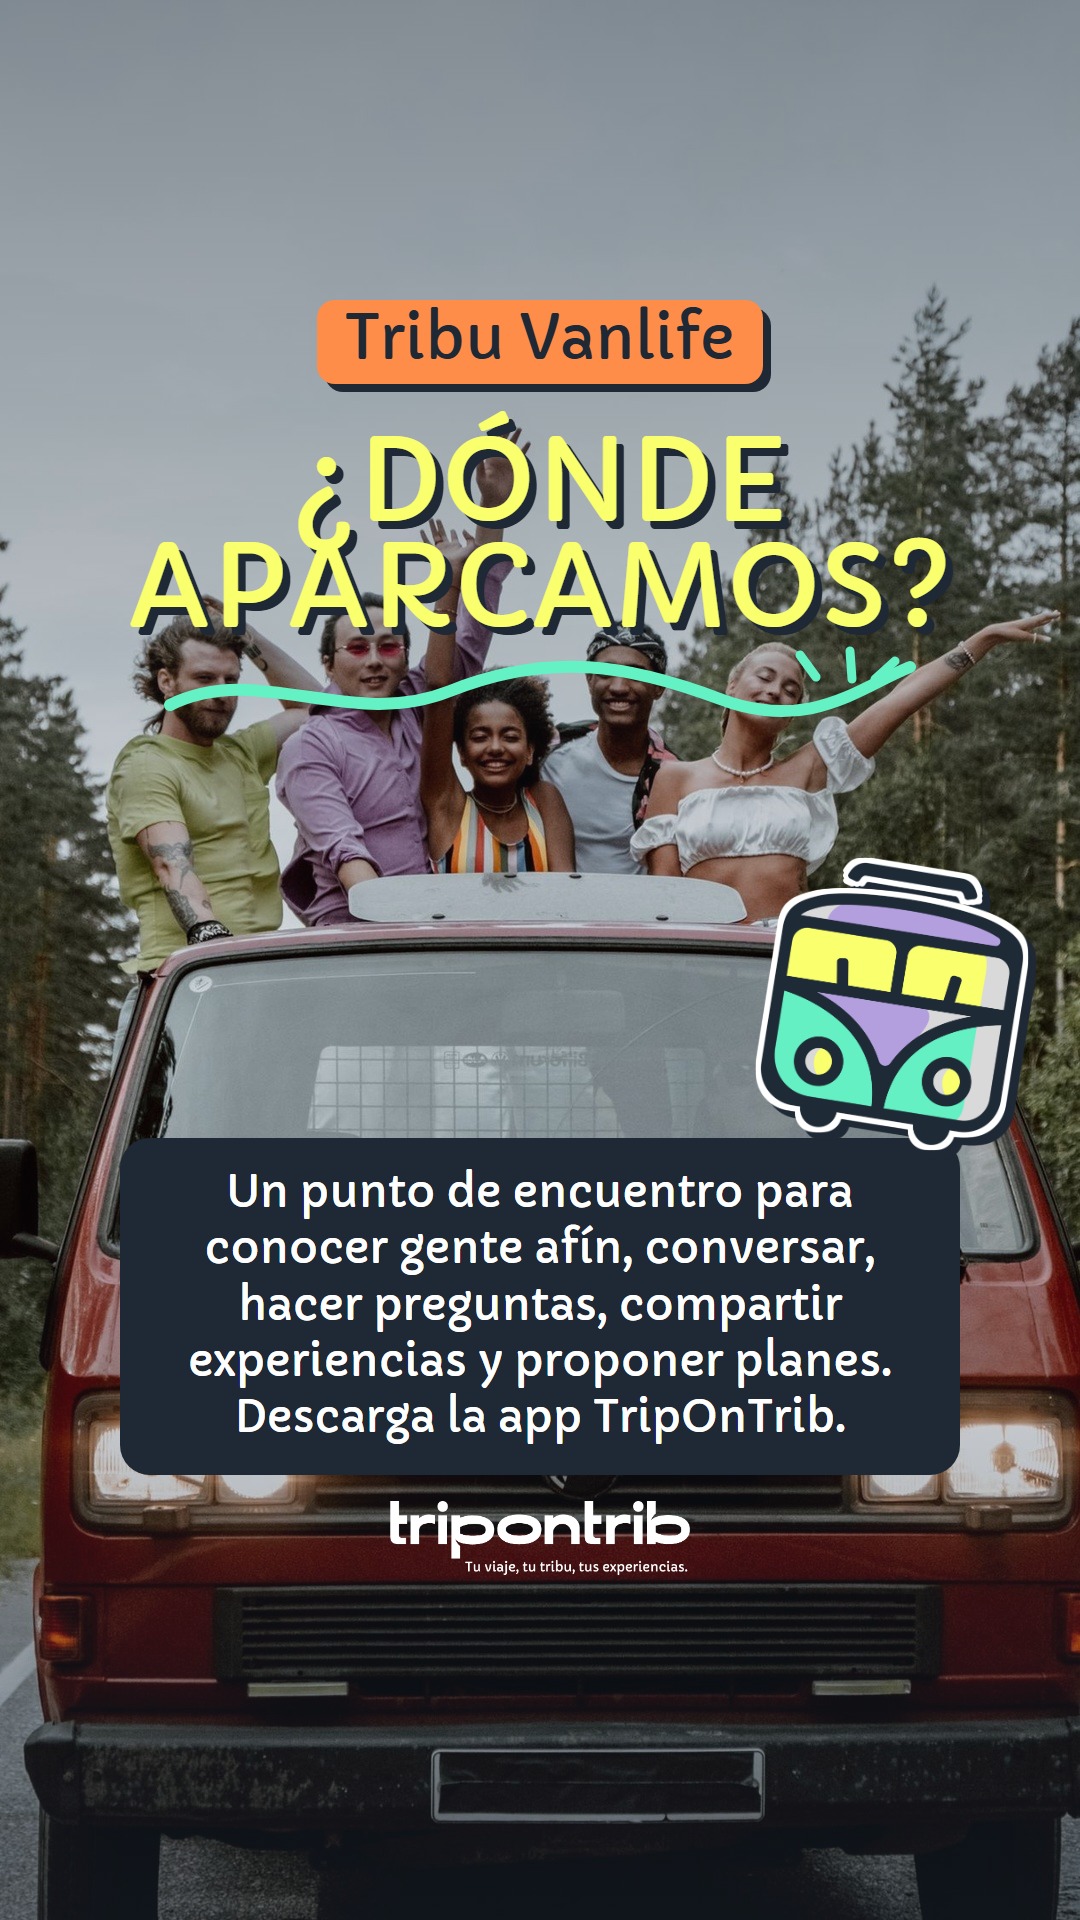 Tribu Vanlife
¿DÓNDE
APARCAMOS?
Un punto de encuentro para
conocer gente afín, conversar,
hacer preguntas, compartir
experiencias y proponer planes.
Descarga la app TripOnTrib.
tripontrib
Tu viaje, tu tribu, tus experiencias.